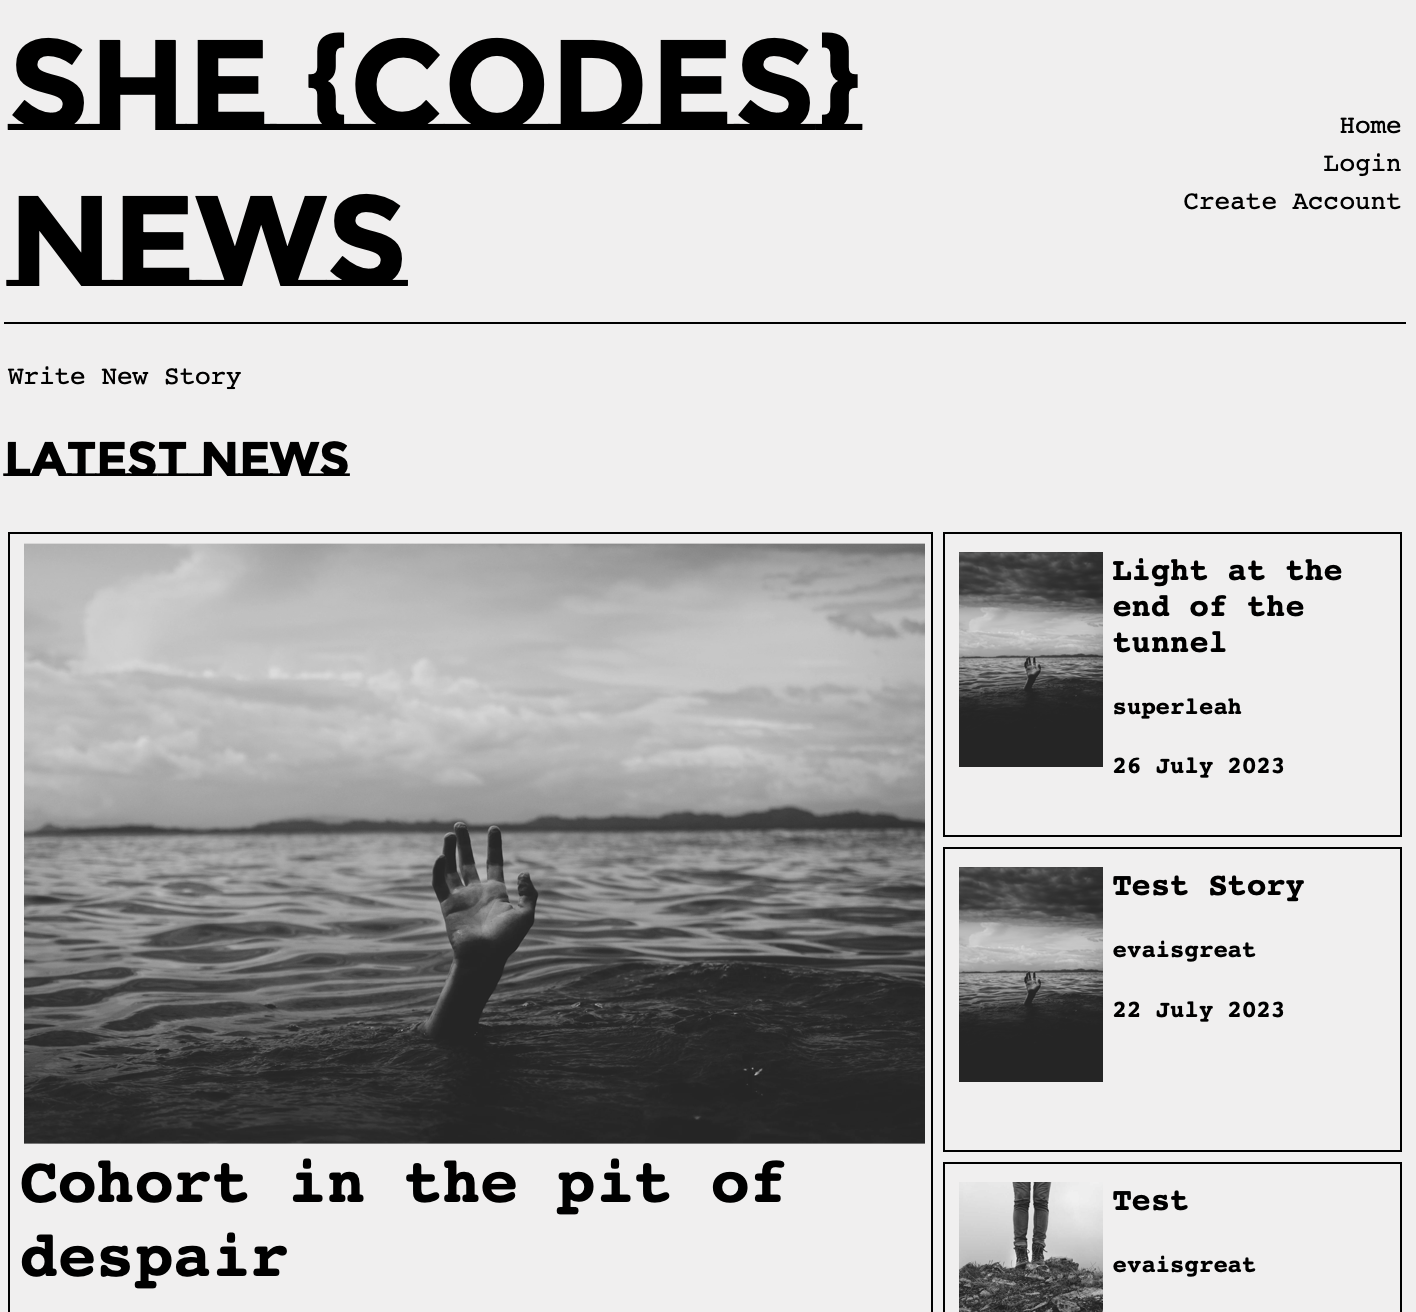 SHE {CODES}
NEWS
Home
Login
Create Account
Write New Story
LATEST NEWS
Cohort in the pit of
despair
Light at the
end of the
tunnel
superleah
26 July 2023
Test Story
evaisgreat
22 July 2023
Test
evaisgreat